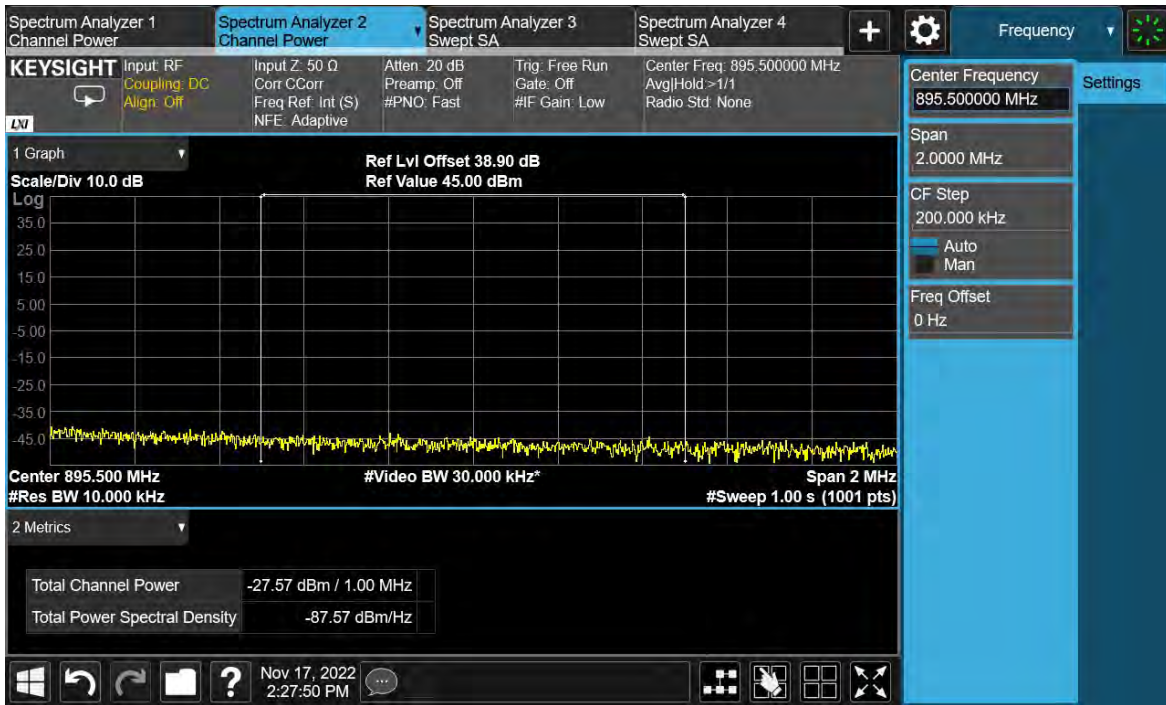 Spectrum Analyzer 1
Channel Power
Spectrum Analyzer 2
Channel Power
Spectrum Analyzer 3
Swept SA
Spectrum Analyzer 4
Swept SA
+
Frequency
KEYSIGHT
LXI
Input: RF
Coupling: DC
Align: Off
Input Z: 50 Ω
Corr CCorr
Freq Ref: Int (S)
NFE: Adaptive
Atten: 20 dB
Preamp: Off
#PNO: Fast
Trig: Free Run
Gate: Off
#IF Gain: Low
Center Freq: 895.500000 MHz
Avg|Hold:>1/1
Radio Std: None
Center Frequency
895.500000 MHz
Settings
Span
2.0000 MHz
CF Step
200.000 kHz
Auto
Man
Freq Offset
0 Hz
1 Graph
Scale/Div 10.0 dB
Ref Lvl Offset 38.90 dB
Ref Value 45.00 dBm
Log
35.0
25.0
15.0
5.00
-5.00
-15.0
-25.0
-35.0
-45.0
Center 895.500 MHz
#Res BW 10.000 kHz
#Video BW 30.000 kHz*
Span 2 MHz
#Sweep 1.00 s (1001 pts)
2 Metrics
Total Channel Power -27.57 dBm / 1.00 MHz
Total Power Spectral Density -87.57 dBm/Hz
?
Nov 17, 2022
2:27:50 PM